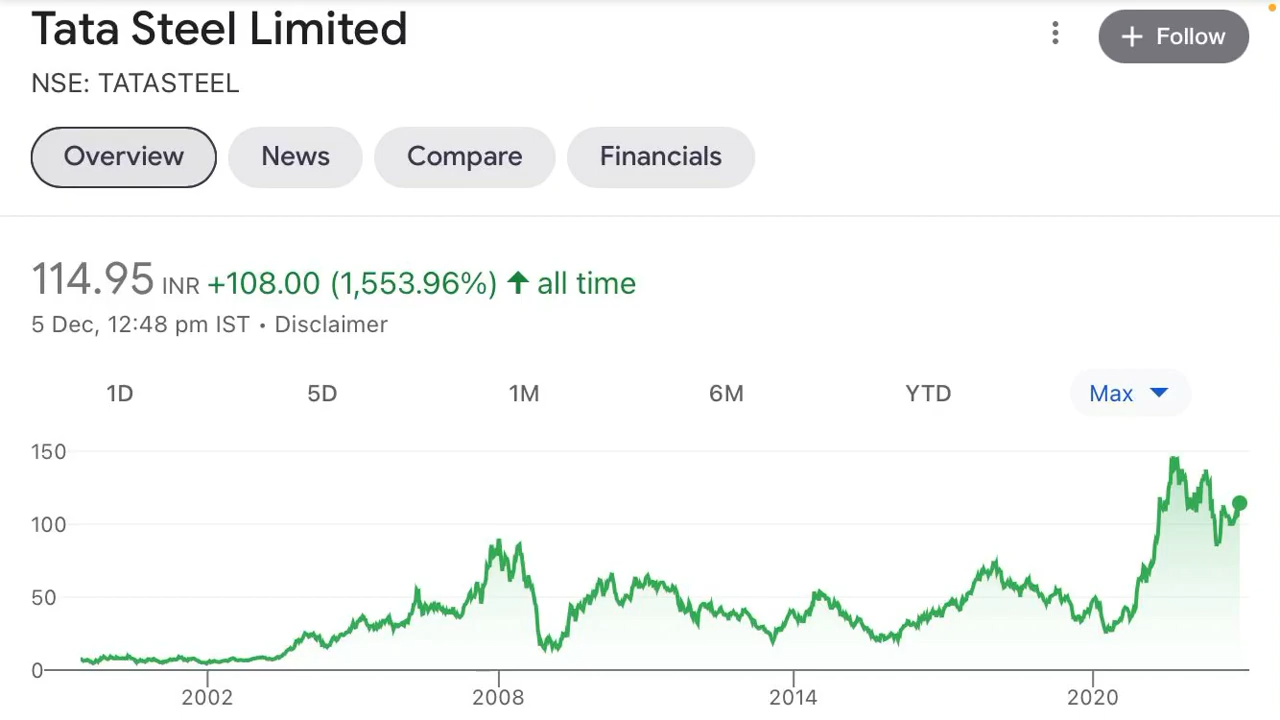 Tata Steel Limited
+ Follow
NSE: TATASTEEL
Overview
News
Compare
Financials
114.95 INR +108.00 (1,553.96%) ↑ all time
5 Dec, 12:48 pm IST • Disclaimer
1D
5D
1M
6M
YTD
Max
150
100
50
0
2002
2008
2014
2020